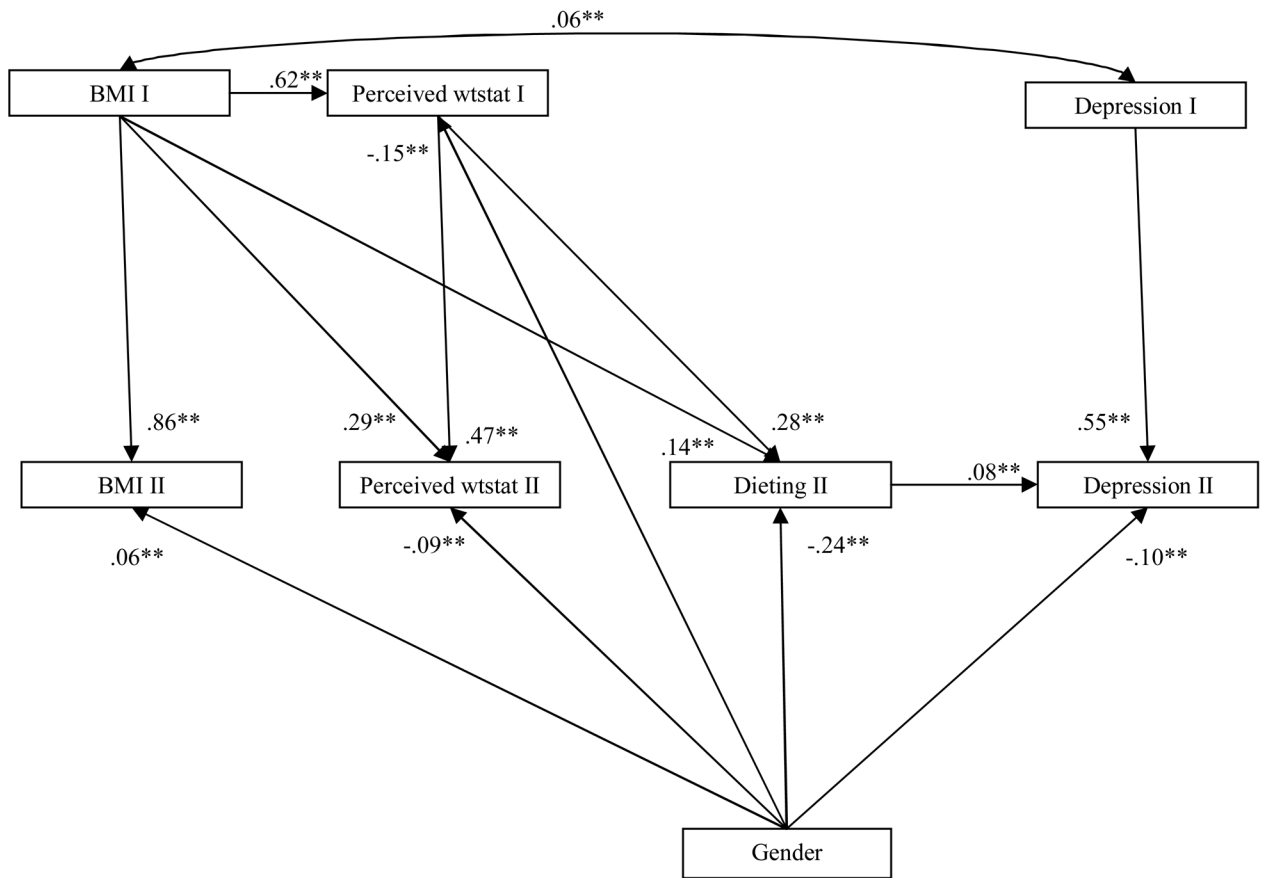 .06**
BMI I
.62**
Perceived wtstat I
Depression I
-.15**
.86**
.29**
.47**
.14**
.28**
.55**
BMI II
Perceived wtstat II
Dieting II
.08**
Depression II
.06**
-.09**
-.24**
-.10**
Gender